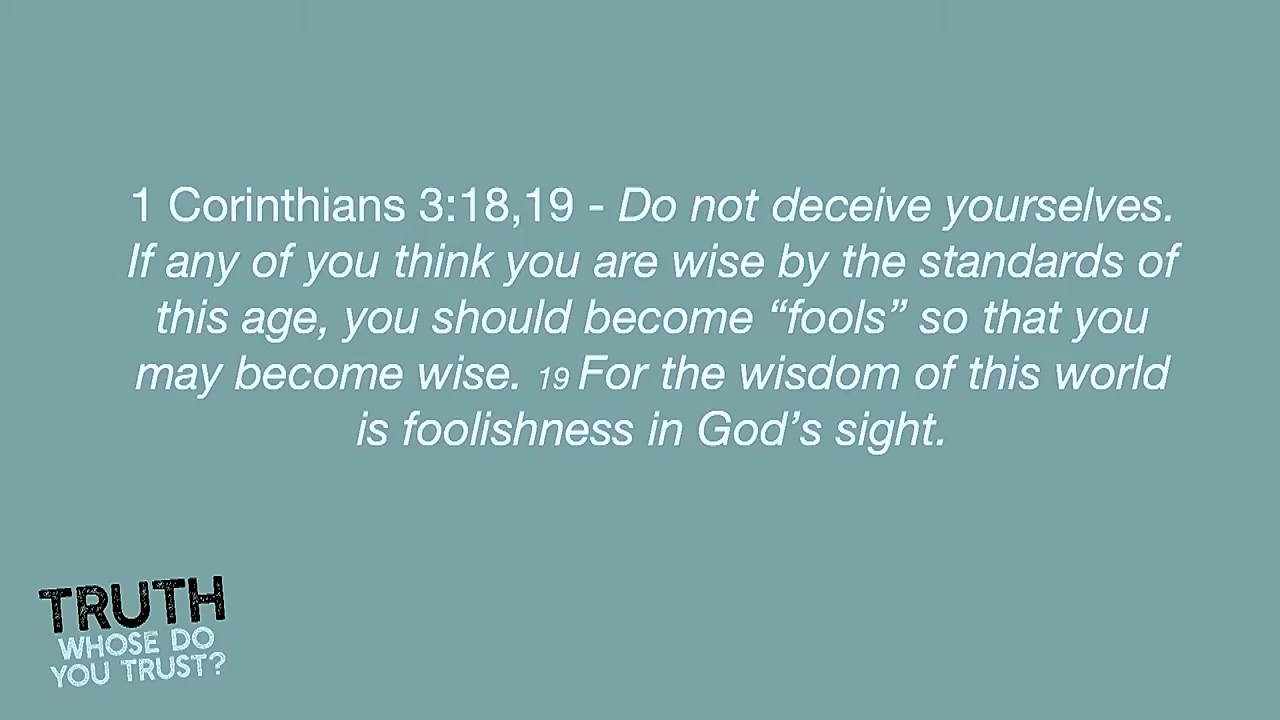 1 Corinthians 3:18,19 - Do not deceive yourselves.
If any of you think you are wise by the standards of
this age, you should become “fools” so that you
may become wise. 19 For the wisdom of this world
is foolishness in God’s sight.
TRUTH
WHOSE DO
YOU TRUST?